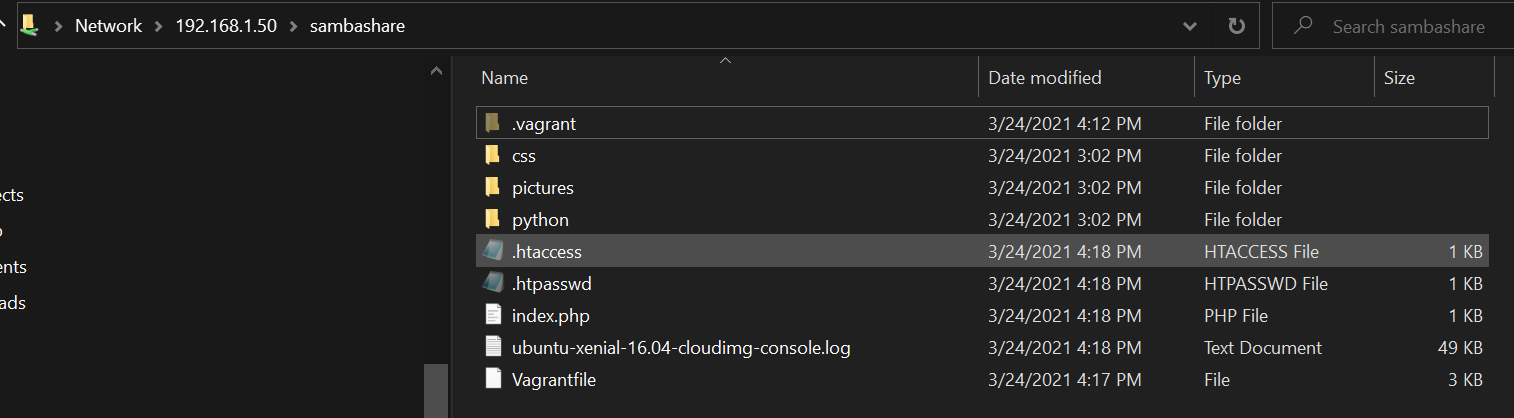 Network 192.168.1.50 sambashare Search sambashare
Name Date modified Type Size
.vagrant 3/24/2021 4:12 PM File folder
css 3/24/2021 3:02 PM File folder
pictures 3/24/2021 3:02 PM File folder
python 3/24/2021 3:02 PM File folder
.htaccess 3/24/2021 4:18 PM HTACCESS File 1 KB
.htpasswd 3/24/2021 4:18 PM HTPASSWD File 1 KB
index.php 3/24/2021 4:18 PM PHP File 1 KB
ubuntu-xenial-16.04-cloudimg-console.log 3/24/2021 4:18 PM Text Document 49 KB
Vagrantfile 3/24/2021 4:17 PM File 3 KB
ects
ents
ads